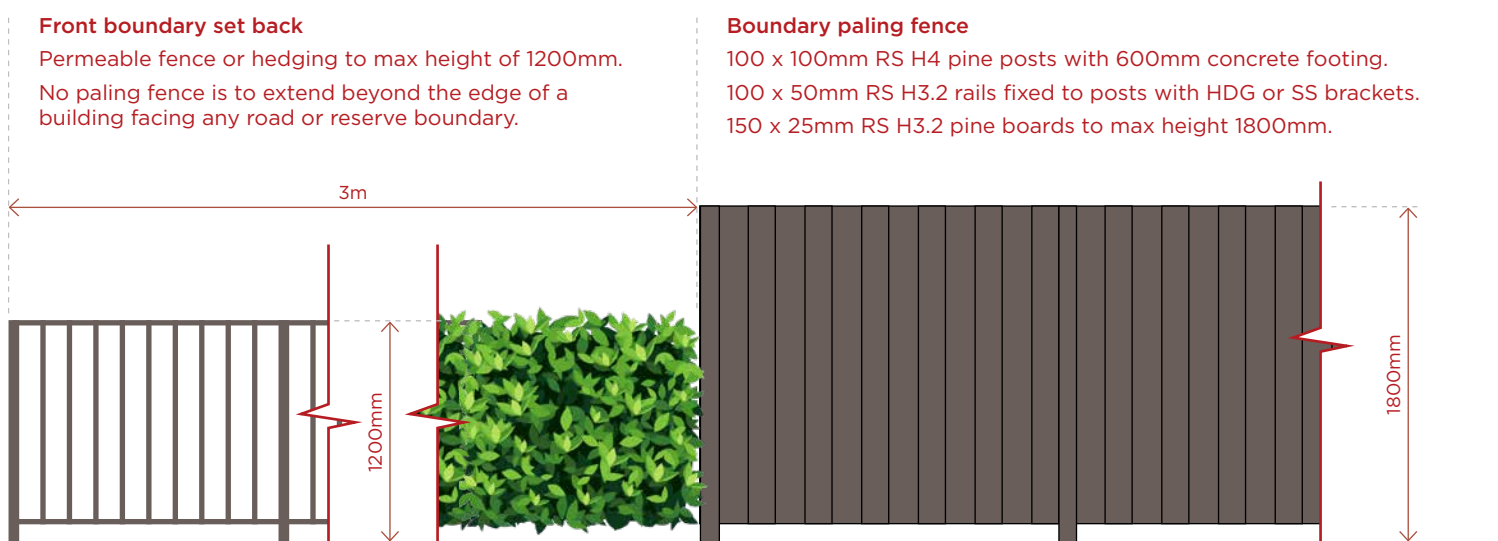 Front boundary set back
Permeable fence or hedging to max height of 1200mm.
No paling fence is to extend beyond the edge of a
building facing any road or reserve boundary.
Boundary paling fence
100 x 100mm RS H4 pine posts with 600mm concrete footing.
100 x 50mm RS H3.2 rails fixed to posts with HDG or SS brackets.
150 x 25mm RS H3.2 pine boards to max height 1800mm.
3m
1200mm
1800mm